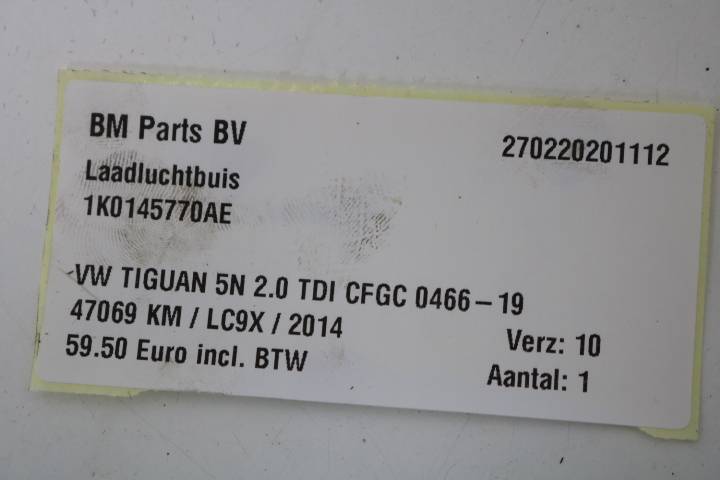 BM Parts BV
270220201112
Laadluchtbuis
1K0145770AE
VW TIGUAN 5N 2.0 TDI CFGC 0466-19
47069 KM / LC9X / 2014
Verz: 10
59.50 Euro incl. BTW
Aantal: 1